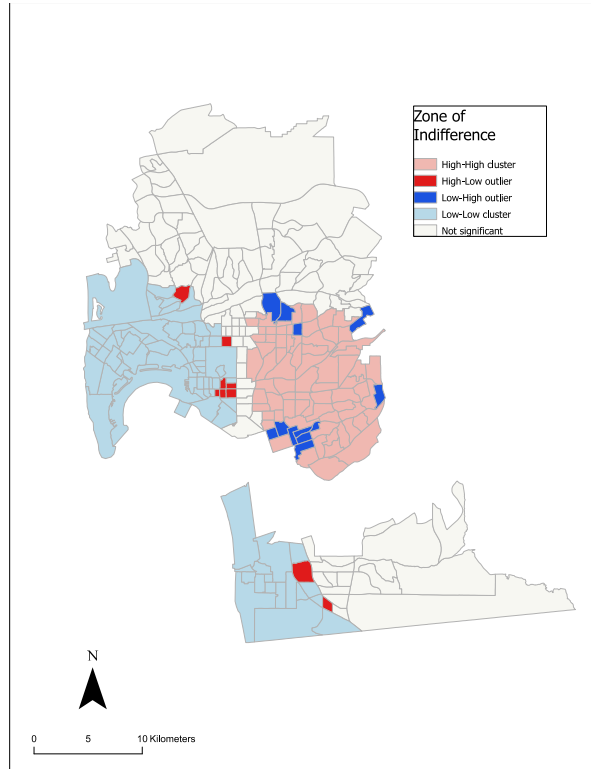 Zone of
Indifference
High-High cluster
High-Low outlier
Low-High outlier
Low-Low cluster
Not significant
N
0 5 10 Kilometers